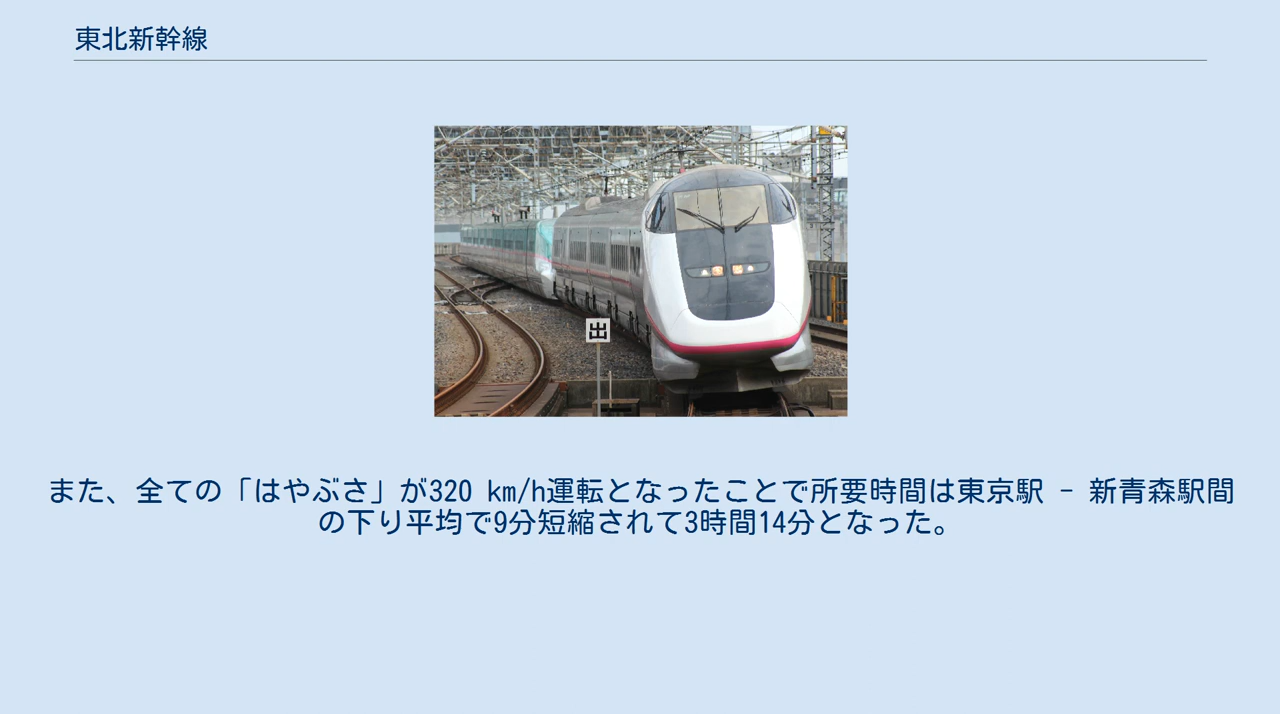 東北新幹線
出
また、全ての「はやぶさ」が320 km/h運転となったことで所要時間は東京駅 - 新青森駅間
の下り平均で9分短縮されて3時間14分となった。